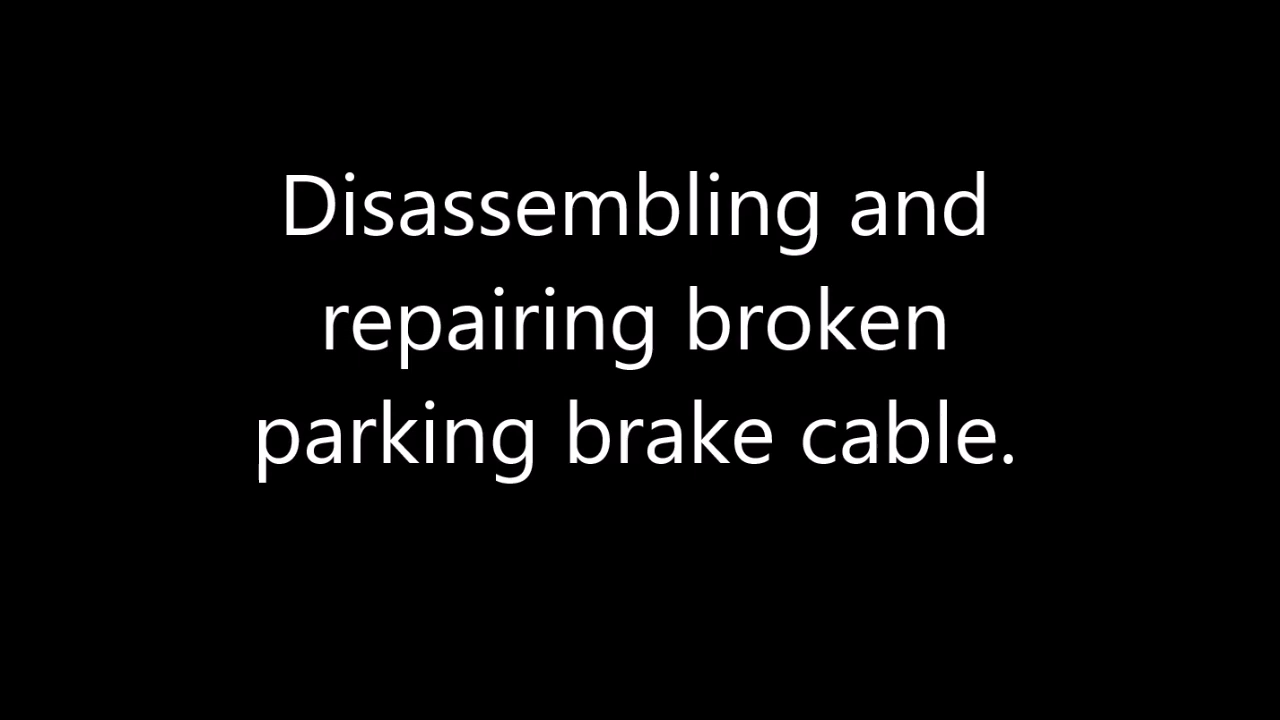 Disassembling and
repairing broken
parking brake cable.